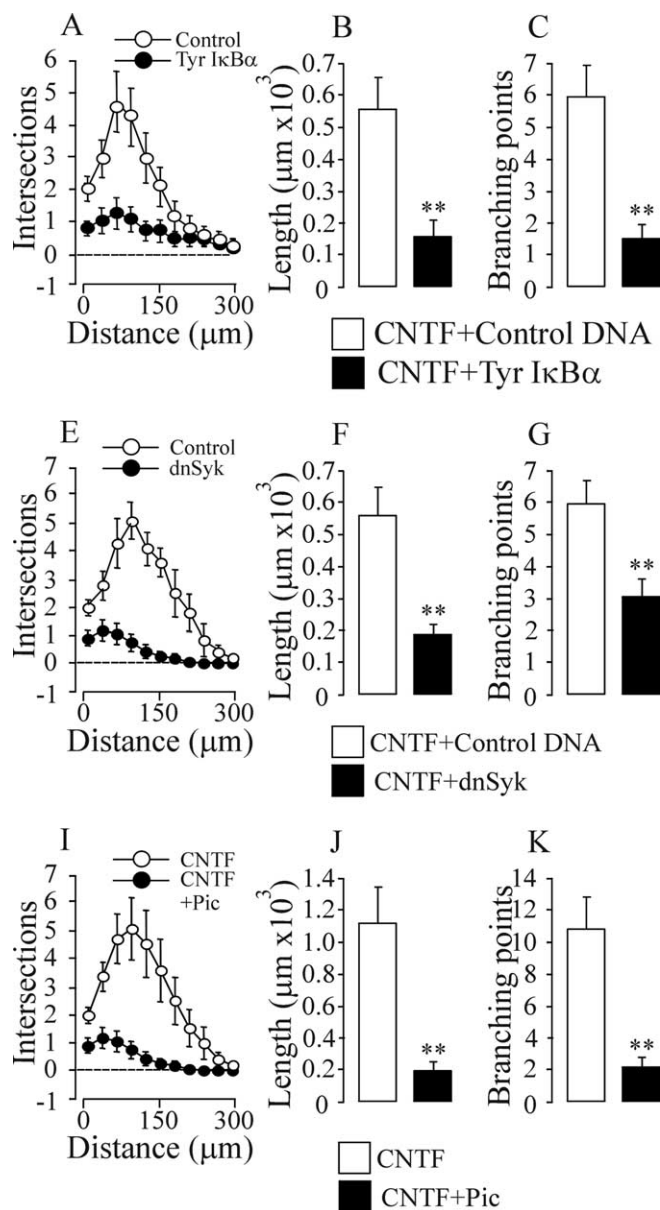 A
Control
Tyr IκBα
Intersections
6
5
4
3
2
1
0
-1
0 150 300
Distance (μm)
B
Length (μm x10³)
0.7
0.6
0.5
0.4
0.3
0.2
0.1
0
**
C
Branching points
7
6
5
4
3
2
1
0
**
CNTF+Control DNA
CNTF+Tyr IκBα
E
Control
dnSyk
Intersections
7
6
5
4
3
2
1
0
-1
0 150 300
Distance (μm)
F
Length (μm x10³)
0.7
0.6
0.5
0.4
0.3
0.2
0.1
0
**
G
Branching points
7
6
5
4
3
2
1
0
**
CNTF+Control DNA
CNTF+dnSyk
I
CNTF
CNTF
+Pic
Intersections
7
6
5
4
3
2
1
0
-1
0 150 300
Distance (μm)
J
Length (μm x10³)
1.4
1.2
1.0
0.8
0.6
0.4
0.2
0
**
K
Branching points
14
12
10
8
6
4
2
0
**
CNTF
CNTF+Pic